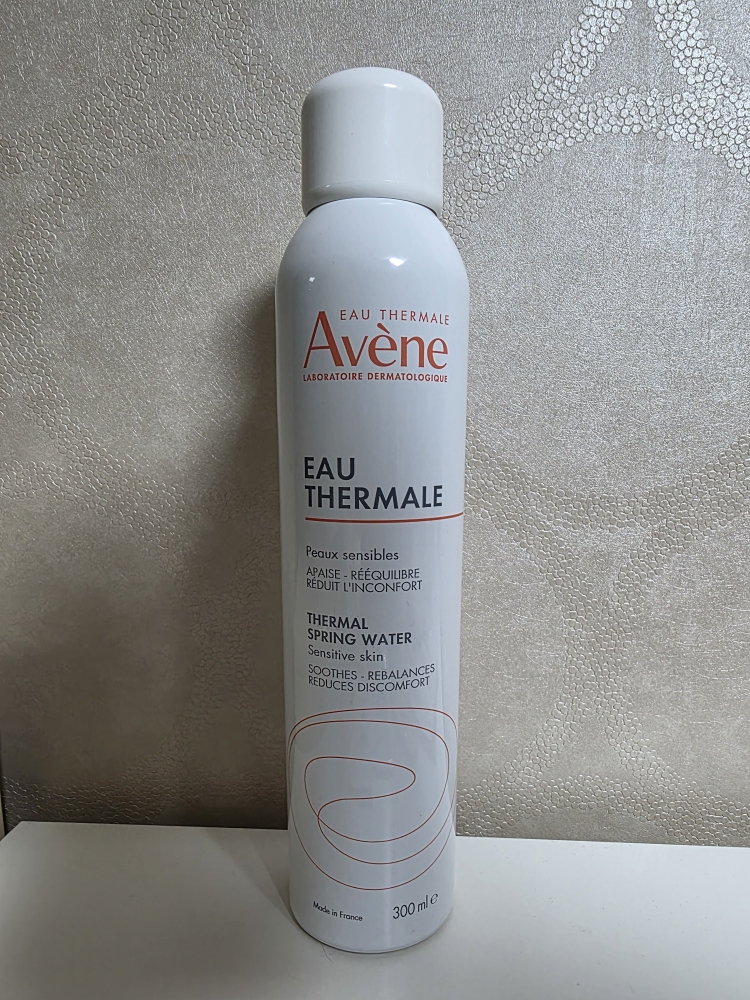 EAU THERMALE
Avène
LABORATOIRE DERMATOLOGIQUE
EAU
THERMALE
Peaux sensibles
APAISE - RÉÉQUILIBRE
RÉDUIT L'INCONFORT
THERMAL
SPRING WATER
Sensitive skin
SOOTHES - REBALANCES
REDUCES DISCOMFORT
Made in France
300 ml ℮